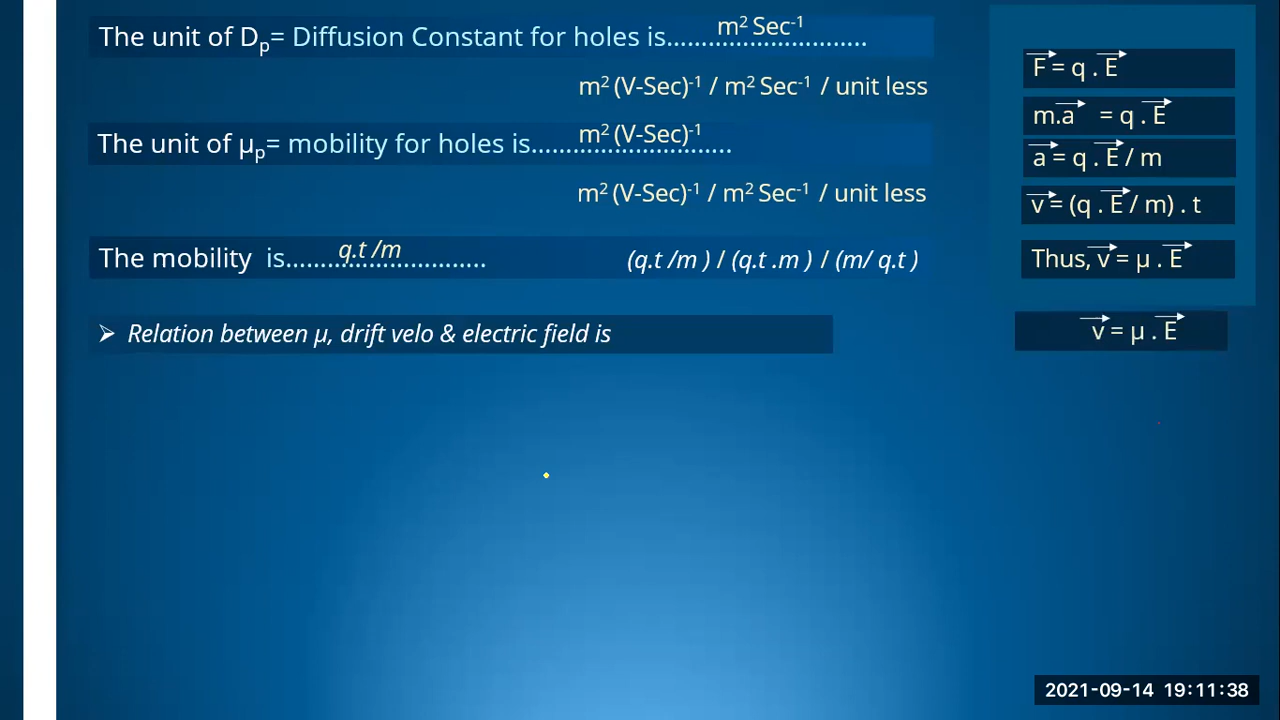 The unit of Dp= Diffusion Constant for holes is............................
m² Sec⁻¹
m² (V-Sec)⁻¹ / m² Sec⁻¹ / unit less
The unit of µp= mobility for holes is............................
m² (V-Sec)⁻¹
m² (V-Sec)⁻¹ / m² Sec⁻¹ / unit less
The mobility is............................
q.t /m
(q.t /m ) / (q.t .m ) / (m/ q.t )
➢ Relation between µ, drift velo & electric field is
F⃗ = q . E⃗
m.a⃗ = q . E⃗
a⃗ = q . E⃗ / m
v⃗ = (q . E⃗ / m) . t
Thus, v⃗ = µ . E⃗
v⃗ = µ . E⃗
2021-09-14 19:11:38